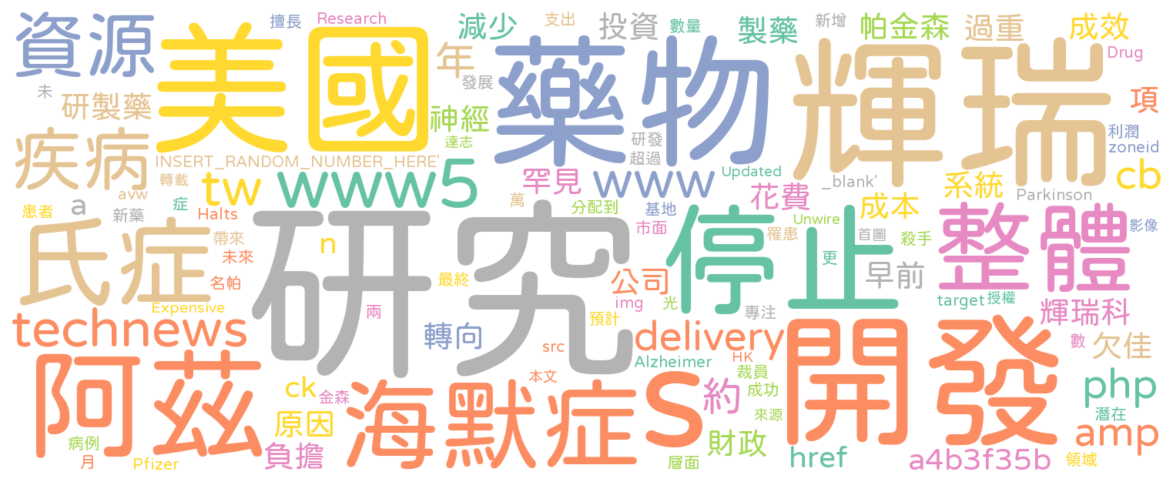 資源
擅長
Research
減少
支出
投資
數量
製藥
新增
帕金森
過重
成效
Drug
美國
年
藥物
輝瑞
未
研製藥
發展
項
神經
達志
研發
超過
利潤
zoneid
疾病
INSERT_RANDOM_NUMBER_HERE'
轉載
avw
tw
www5
罕見
www
Updated
_blank'
系統
cb
花費
Parkinson
患者
a
新藥
症
Halts
萬
分配到
基地
市面
Unwire
成本
罹患
首圖
殺手
影像
氏症
帶來
未來
名帕
n
研究
停止
更
整體
Expensive
兩
最終
公司
img
光
早前
target
授權
technews
預計
專注
輝瑞科
轉向
src
delivery
Alzheimer
HK
開發
數
欠佳
阿茲
海默症
ck
金森
本文
S
約
裁員
成功
php
原因
來源
潛在
病例
月
Pfizer
負擔
層面
財政
href
a4b3f35b
amp
領域